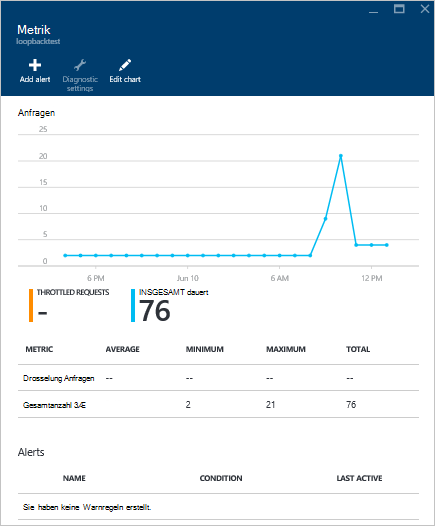 Metrik
loopbacktest
Add alert
Diagnostic settings
Edit chart
Anfragen
25
20
15
10
5
0
6 PM
Jun 10
6 AM
12 PM
THROTTLED REQUESTS
-
INSGESAMT dauert
76
METRIC AVERAGE MINIMUM MAXIMUM TOTAL
Drosselung Anfragen -- -- -- --
Gesamtanzahl 3/Æ 2 21 76
Alerts
NAME CONDITION LAST ACTIVE
Sie haben keine Warnregeln erstellt.